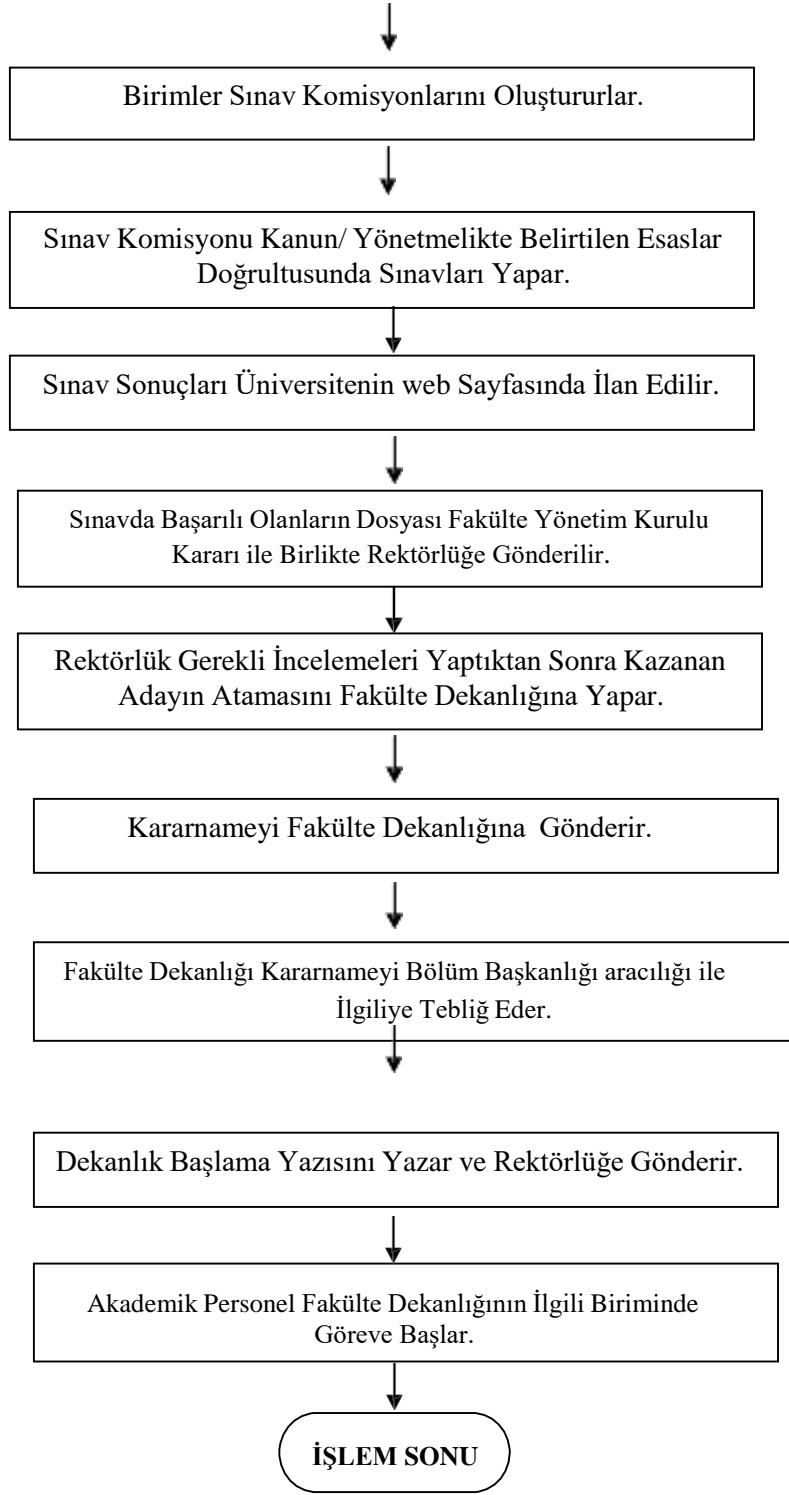 Birimler Sınav Komisyonlarını Oluştururlar.
Sınav Komisyonu Kanun/ Yönetmelikte Belirtilen Esaslar
Doğrultusunda Sınavları Yapar.
Sınav Sonuçları Üniversitenin web Sayfasında İlan Edilir.
Sınavda Başarılı Olanların Dosyası Fakülte Yönetim Kurulu
Kararı ile Birlikte Rektörlüğe Gönderilir.
Rektörlük Gerekli İncelemeleri Yaptıktan Sonra Kazanan
Adayın Atamasını Fakülte Dekanlığına Yapar.
Kararnameyi Fakülte Dekanlığına Gönderir.
Fakülte Dekanlığı Kararnameyi Bölüm Başkanlığı aracılığı ile
İlgiliye Tebliğ Eder.
Dekanlık Başlama Yazısını Yazar ve Rektörlüğe Gönderir.
Akademik Personel Fakülte Dekanlığının İlgili Biriminde
Göreve Başlar.
İŞLEM SONU